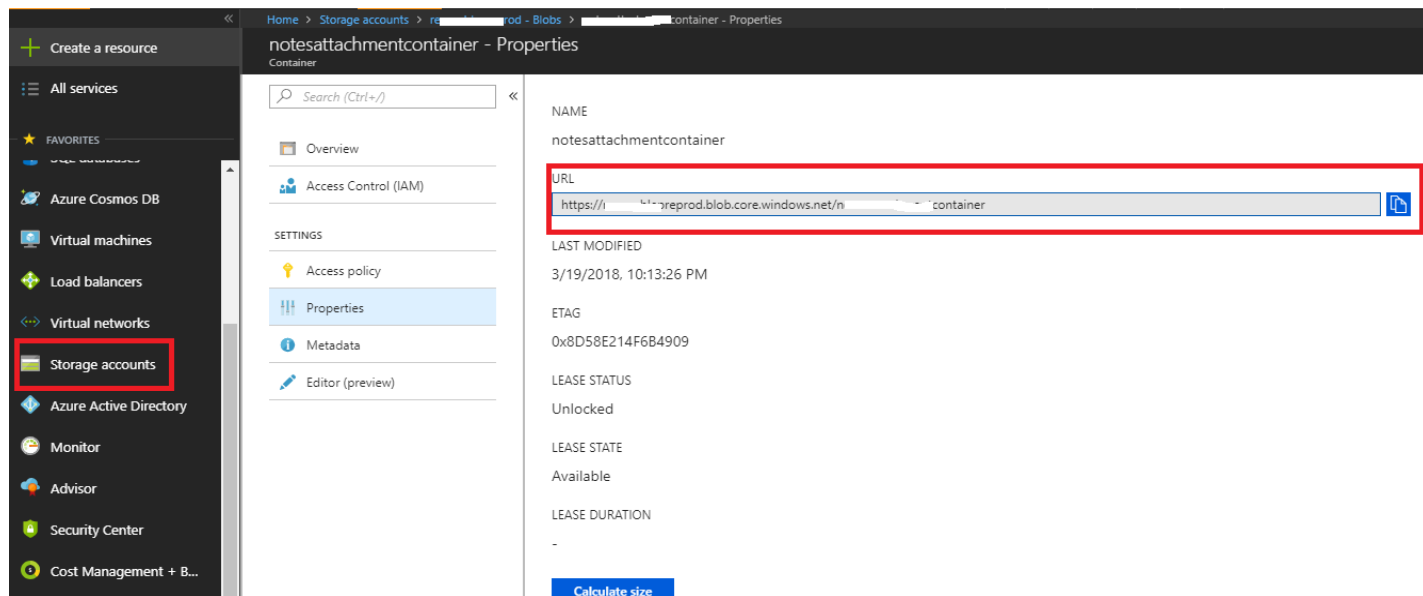 «
Home > Storage accounts > re rod - Blobs > container - Properties
Create a resource
notesattachmentcontainer - Properties
Container
All services
Search (Ctrl+/)
«
FAVORITES
Azure Cosmos DB
Virtual machines
Load balancers
Virtual networks
Storage accounts
Azure Active Directory
Monitor
Advisor
Security Center
Cost Management + B...
Overview
Access Control (IAM)
SETTINGS
Access policy
Properties
Metadata
Editor (preview)
NAME
notesattachmentcontainer
URL
https:// preprod.blob.core.windows.net/n container
LAST MODIFIED
3/19/2018, 10:13:26 PM
ETAG
0x8D58E214F6B4909
LEASE STATUS
Unlocked
LEASE STATE
Available
LEASE DURATION
-
Calculate size